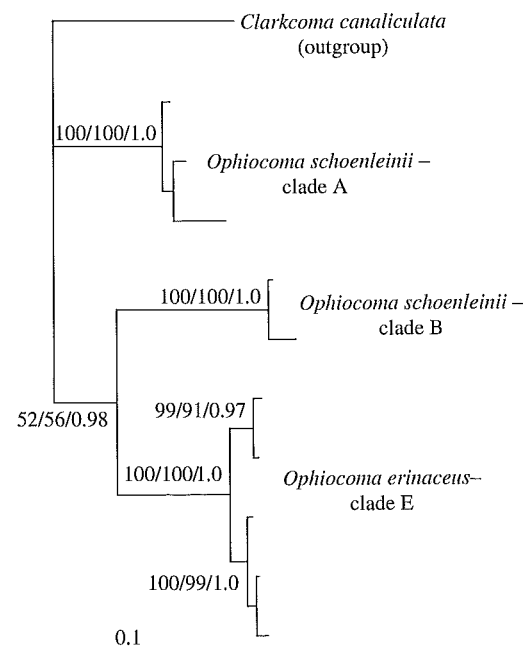 Clarkcoma canaliculata
(outgroup)
100/100/1.0
Ophiocoma schoenleinii –
clade A
100/100/1.0
Ophiocoma schoenleinii –
clade B
52/56/0.98
99/91/0.97
100/100/1.0
Ophiocoma erinaceus–
clade E
100/99/1.0
0.1